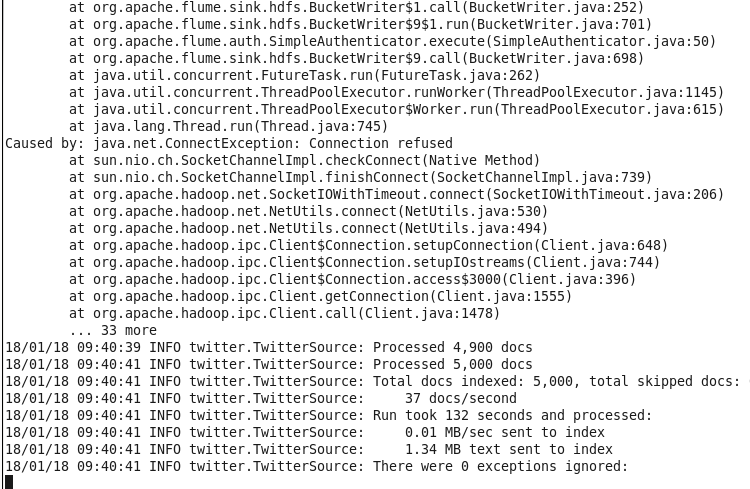 at org.apache.flume.sink.hdfs.BucketWriter$1.call(BucketWriter.java:252)
at org.apache.flume.sink.hdfs.BucketWriter$9$1.run(BucketWriter.java:701)
at org.apache.flume.auth.SimpleAuthenticator.execute(SimpleAuthenticator.java:50)
at org.apache.flume.sink.hdfs.BucketWriter$9.call(BucketWriter.java:698)
at java.util.concurrent.FutureTask.run(FutureTask.java:262)
at java.util.concurrent.ThreadPoolExecutor.runWorker(ThreadPoolExecutor.java:1145)
at java.util.concurrent.ThreadPoolExecutor$Worker.run(ThreadPoolExecutor.java:615)
at java.lang.Thread.run(Thread.java:745)
Caused by: java.net.ConnectException: Connection refused
at sun.nio.ch.SocketChannelImpl.checkConnect(Native Method)
at sun.nio.ch.SocketChannelImpl.finishConnect(SocketChannelImpl.java:739)
at org.apache.hadoop.net.SocketIOWithTimeout.connect(SocketIOWithTimeout.java:206)
at org.apache.hadoop.net.NetUtils.connect(NetUtils.java:530)
at org.apache.hadoop.net.NetUtils.connect(NetUtils.java:494)
at org.apache.hadoop.ipc.Client$Connection.setupConnection(Client.java:648)
at org.apache.hadoop.ipc.Client$Connection.setupIOstreams(Client.java:744)
at org.apache.hadoop.ipc.Client$Connection.access$3000(Client.java:396)
at org.apache.hadoop.ipc.Client.getConnection(Client.java:1555)
at org.apache.hadoop.ipc.Client.call(Client.java:1478)
... 33 more
18/01/18 09:40:39 INFO twitter.TwitterSource: Processed 4,900 docs
18/01/18 09:40:41 INFO twitter.TwitterSource: Processed 5,000 docs
18/01/18 09:40:41 INFO twitter.TwitterSource: Total docs indexed: 5,000, total skipped docs:
18/01/18 09:40:41 INFO twitter.TwitterSource:     37 docs/second
18/01/18 09:40:41 INFO twitter.TwitterSource: Run took 132 seconds and processed:
18/01/18 09:40:41 INFO twitter.TwitterSource:     0.01 MB/sec sent to index
18/01/18 09:40:41 INFO twitter.TwitterSource:     1.34 MB text sent to index
18/01/18 09:40:41 INFO twitter.TwitterSource: There were 0 exceptions ignored: